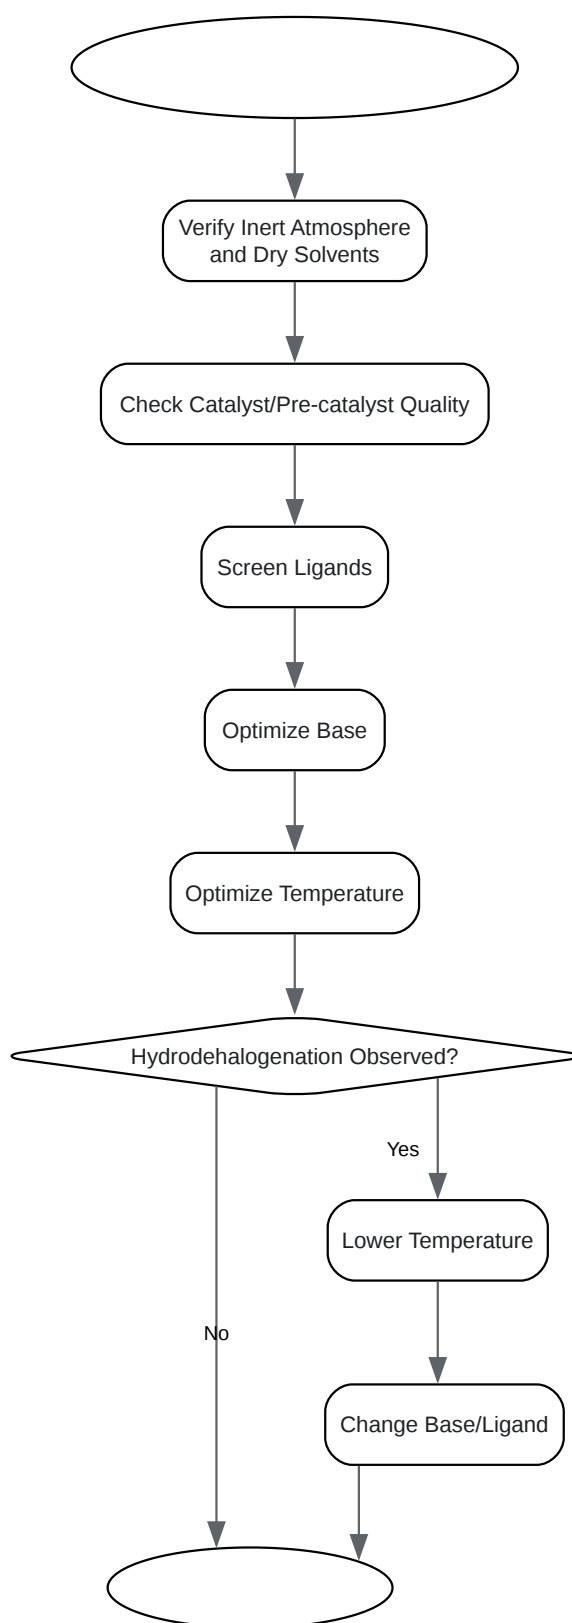 Verify Inert Atmosphere
and Dry Solvents
Check Catalyst/Pre-catalyst Quality
Screen Ligands
Optimize Base
Optimize Temperature
Hydrodehalogenation Observed?
Yes
Lower Temperature
No
Change Base/Ligand